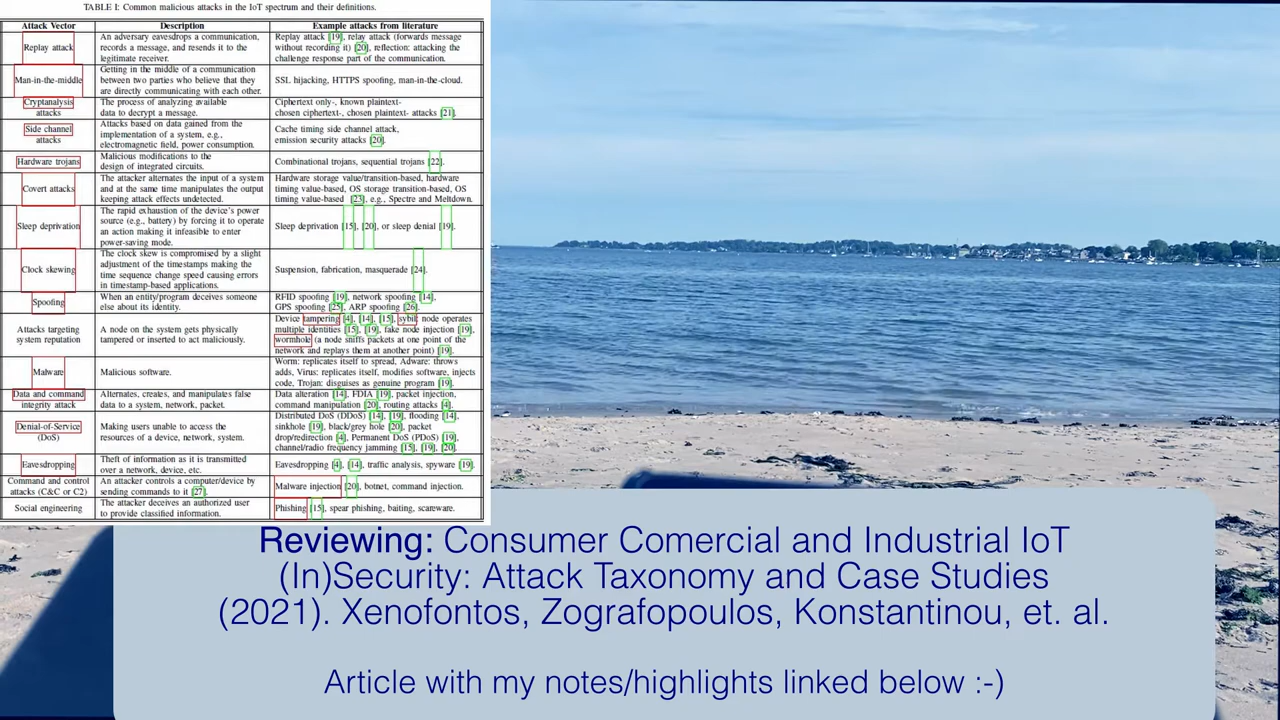 TABLE I: Common malicious attacks in the IoT spectrum and their definitions.
Attack Vector Description Example attacks from literature
Replay attack
An adversary eavesdrops a communication,
records a message, and resends it to the
legitimate receiver.
Replay attack [19], relay attack (forwards message
without recording it) [20], reflection: attacking the
challenge response part of the communication.
Man-in-the-middle
Getting in the middle of a communication
between two parties who believe that they
are directly communicating with each other.
SSL hijacking, HTTPS spoofing, man-in-the-cloud.
Cryptanalysis
attacks
The process of analyzing available
data to decrypt a message.
Ciphertext only-, known plaintext-
chosen ciphertext-, chosen plaintext- attacks [21].
Side channel
attacks
Attacks based on data gained from the
implementation of a system, e.g.,
electromagnetic field, power consumption.
Cache timing side channel attack,
emission security attacks [20].
Hardware trojans
Malicious modifications to the
design of integrated circuits.
Combinational trojans, sequential trojans [22].
Covert attacks
The attacker alternates the input of a system
and at the same time manipulates the output
keeping attack effects undetected.
Hardware storage value/transition-based, hardware
timing value-based, OS storage transition-based, OS
timing value-based [23], e.g., Spectre and Meltdown.
Sleep deprivation
The rapid exhaustion of the device's power
source (e.g., battery) by forcing it to operate
an action making it infeasible to enter
power-saving mode.
Sleep deprivation [15], [20], or sleep denial [19].
Clock skewing
The clock skew is compromised by a slight
adjustment of the timestamps making the
time sequence change speed causing errors
in timestamp-based applications.
Suspension, fabrication, masquerade [24].
Spoofing
When an entity/program deceives someone
else about its identity.
RFID spoofing [19], network spoofing [14],
GPS spoofing [25], ARP spoofing [26].
Attacks targeting
system reputation
A node on the system gets physically
tampered or inserted to act maliciously.
Device tampering [4], [14], [15], sybil: node operates
multiple identities [15], [19], fake node injection [19],
wormhole (a node sniffs packets at one point of the
network and replays them at another point) [19].
Malware
Malicious software.
Worm: replicates itself to spread, Adware: throws
adds, Virus: replicates itself, modifies software, injects
code, Trojan: disguises as genuine program [19].
Data and command
integrity attack
Alternates, creates, and manipulates false
data to a system, network, packet.
Data alteration [14], FDIA [19], packet injection,
command manipulation [20], routing attacks [4].
Denial-of-Service
(DoS)
Making users unable to access the
resources of a device, network, system.
Distributed DoS (DDoS) [14], [19], flooding [14],
sinkhole [19], black/grey hole [20], packet
drop/redirection [4], Permanent DoS (PDoS) [19],
channel/radio frequency jamming [15], [19], [20].
Eavesdropping
Theft of information as it is transmitted
over a network, device, etc.
Eavesdropping [4], [14], traffic analysis, spyware [19].
Command and control
attacks (C&C or C2)
An attacker controls a computer/device by
sending commands to it [27].
Malware injection [20], botnet, command injection.
Social engineering
The attacker deceives an authorized user
to provide classified information.
Phishing [15], spear phishing, baiting, scareware.
Reviewing: Consumer Comercial and Industrial IoT
(In)Security: Attack Taxonomy and Case Studies
(2021). Xenofontos, Zografopoulos, Konstantinou, et. al.
Article with my notes/highlights linked below :-)